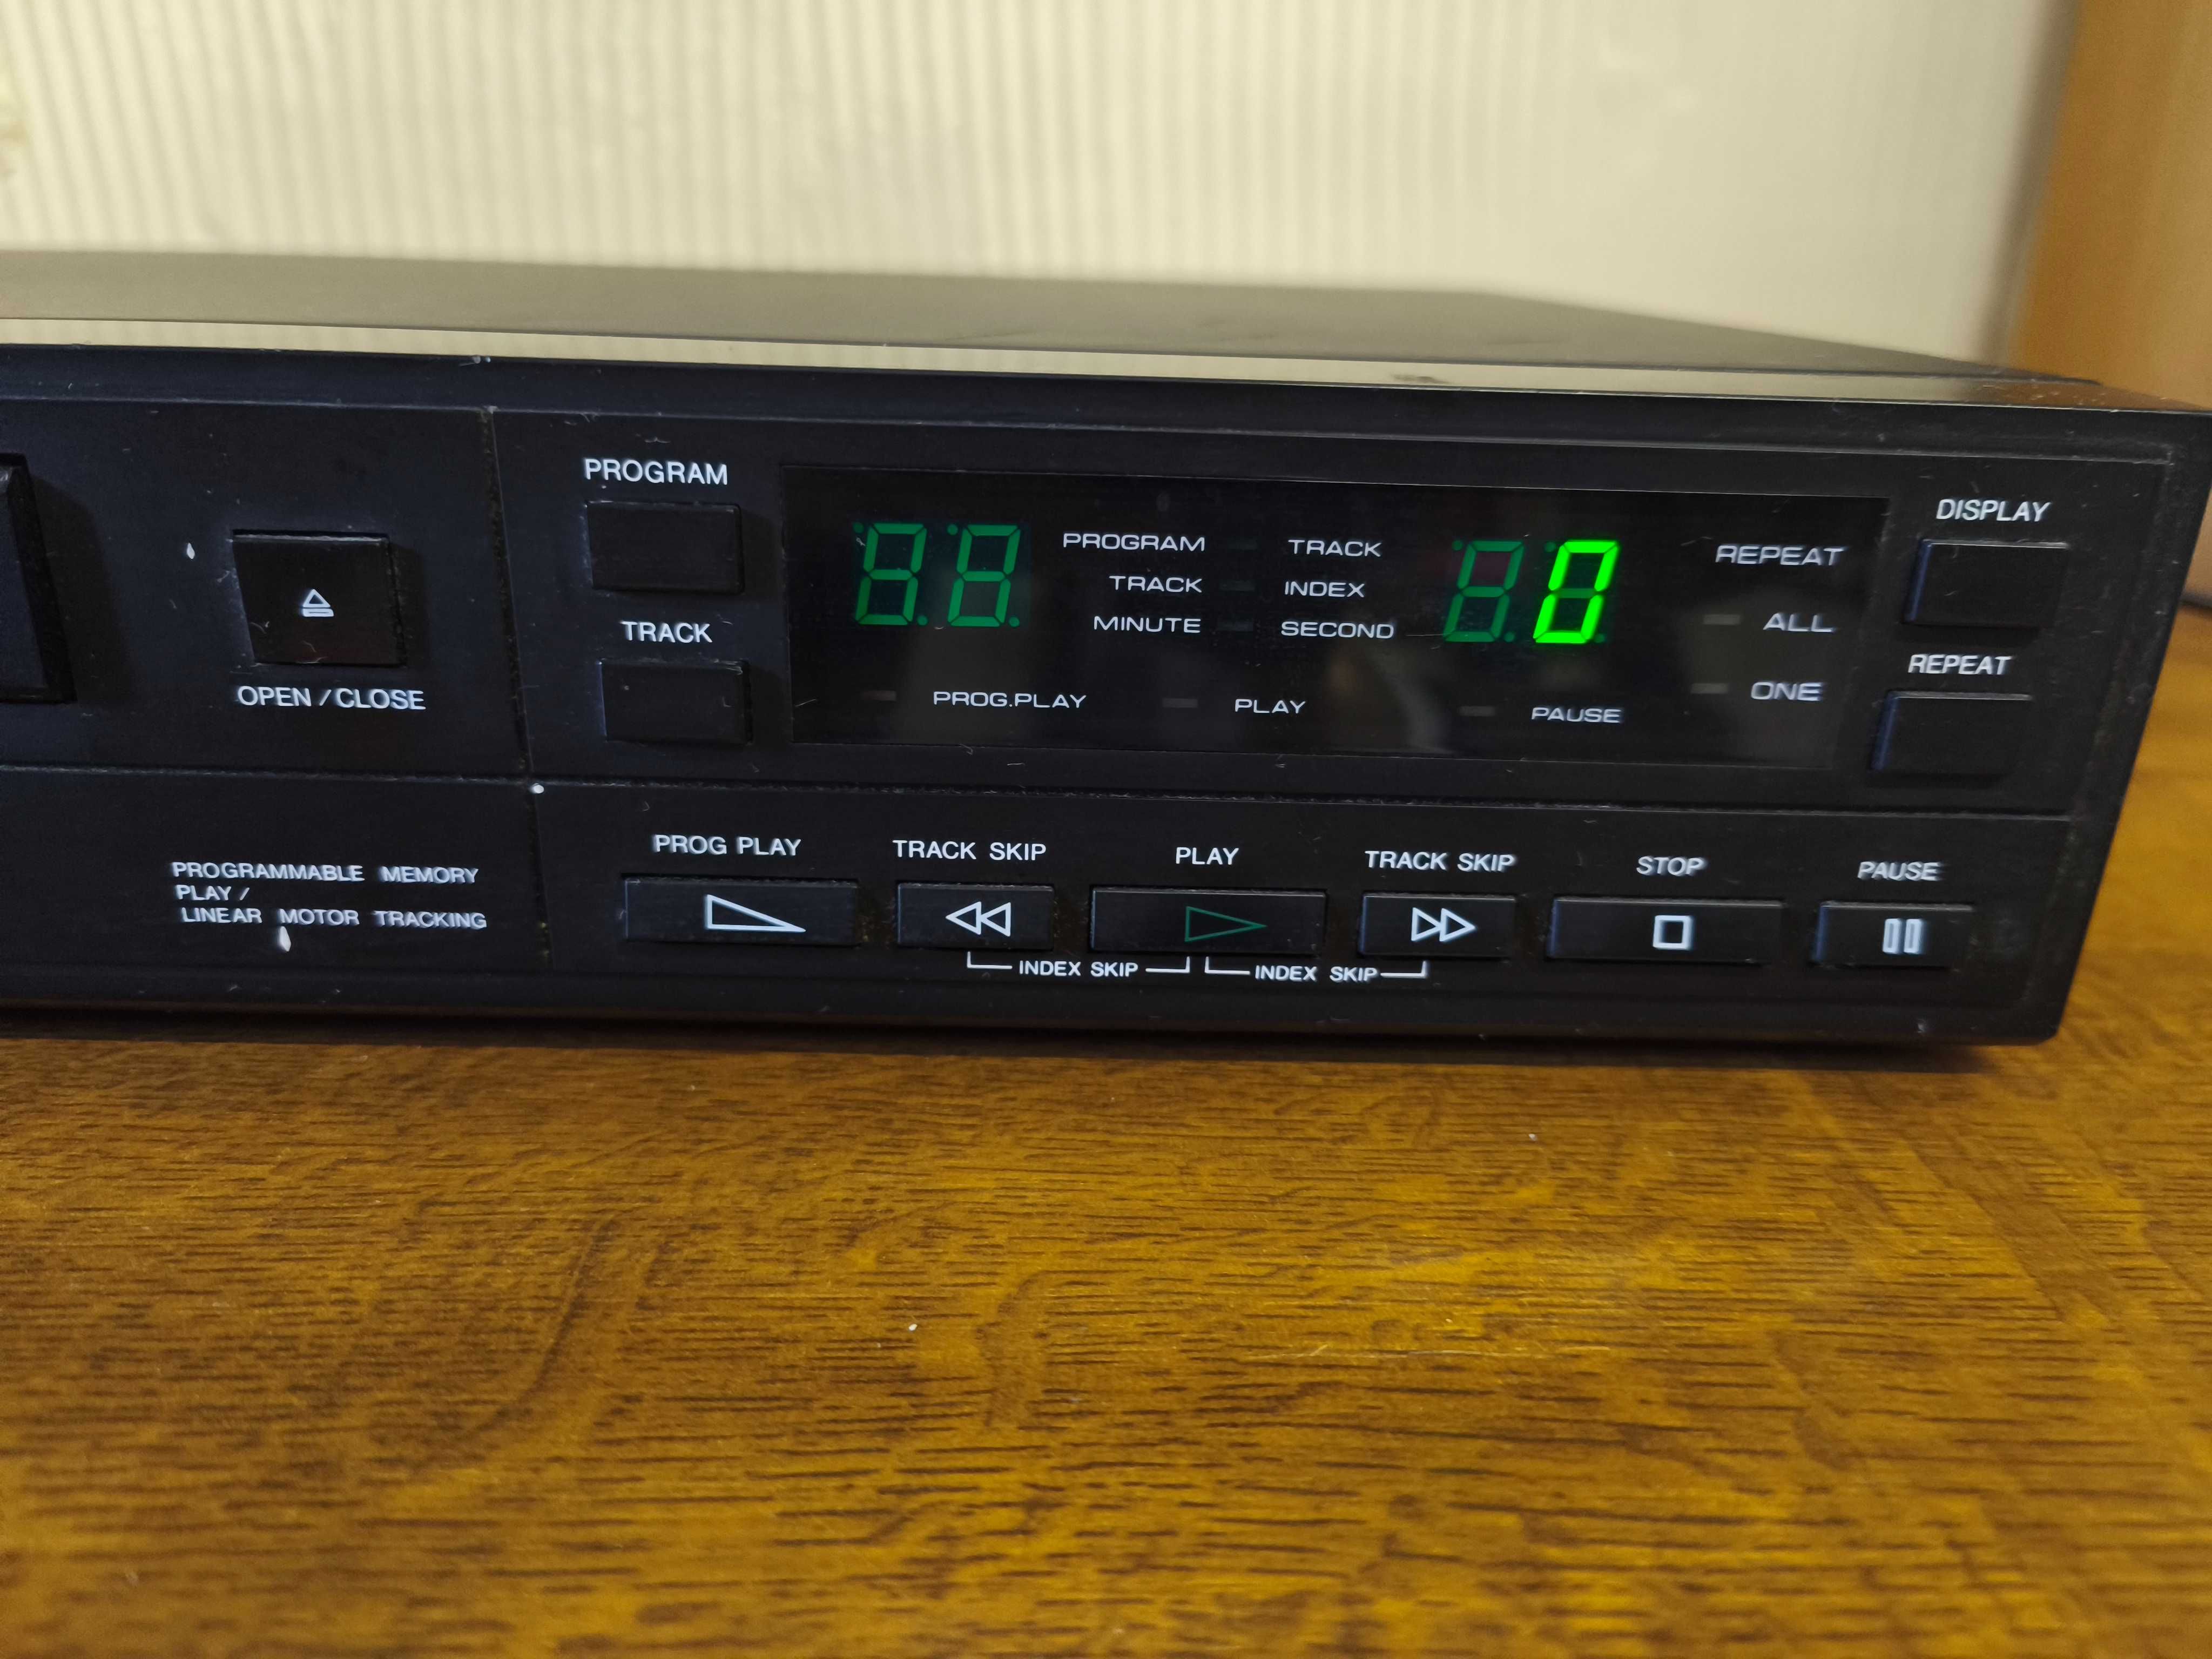 PROGRAM
TRACK
OPEN / CLOSE
PROGRAM TRACK
TRACK INDEX
MINUTE SECOND
0
REPEAT
ALL
ONE
PROG.PLAY PLAY PAUSE
DISPLAY
REPEAT
PROGRAMMABLE MEMORY
PLAY /
LINEAR MOTOR TRACKING
PROG PLAY TRACK SKIP PLAY TRACK SKIP STOP PAUSE
INDEX SKIP INDEX SKIP